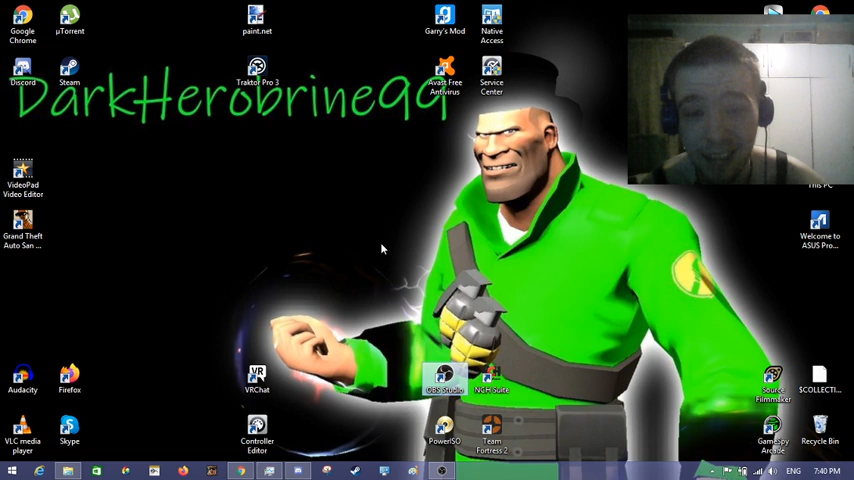 Google Chrome
µTorrent
paint.net
Garry's Mod
Native Access
Discord
Steam
Traktor Pro 3
Avast Free Antivirus
Service Center
DarkHerobrine99
VideoPad Video Editor
This PC
Grand Theft Auto San ...
Welcome to ASUS Pro...
Audacity
Firefox
VR
VRChat
OBS Studio
NCH Suite
Source Filmmaker
$COLLECTI...
VLC media player
Skype
Controller Editor
PowerISO
Team Fortress 2
GameSpy Arcade
Recycle Bin
ENG
7:40 PM